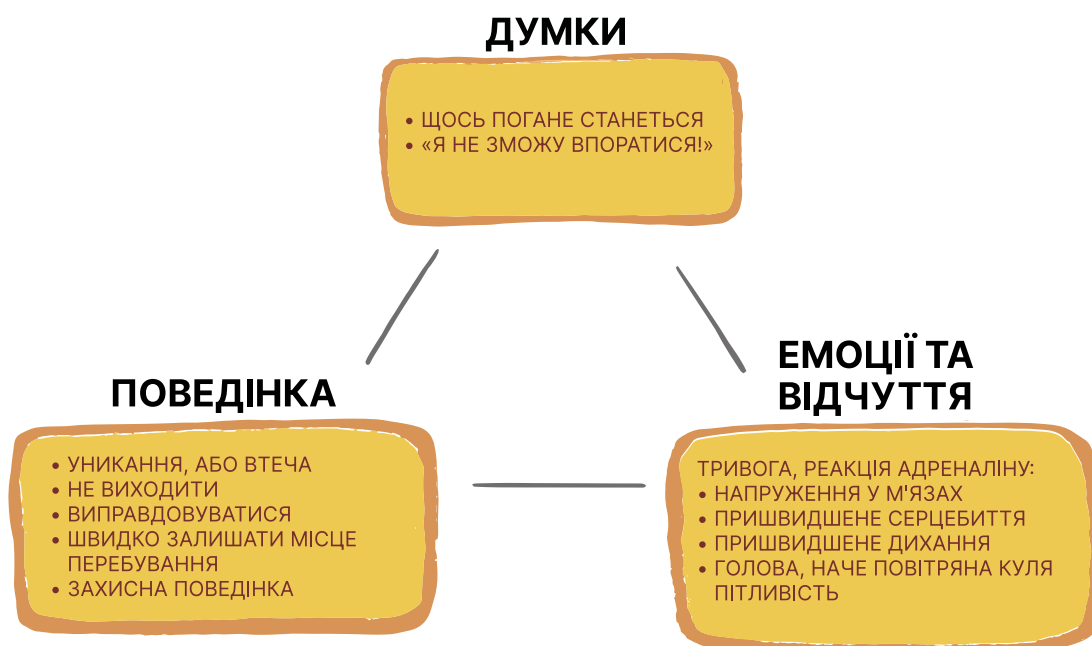 ДУМКИ
• ЩОСЬ ПОГАНЕ СТАНЕТЬСЯ
• «Я НЕ ЗМОЖУ ВПОРАТИСЯ!»
ПОВЕДІНКА
• УНИКАННЯ, АБО ВТЕЧА
• НЕ ВИХОДИТИ
• ВИПРАВДОВУВАТИСЯ
• ШВИДКО ЗАЛИШАТИ МІСЦЕ
ПЕРЕБУВАННЯ
• ЗАХИСНА ПОВЕДІНКА
ЕМОЦІЇ ТА
ВІДЧУТТЯ
ТРИВОГА, РЕАКЦІЯ АДРЕНАЛІНУ:
• НАПРУЖЕННЯ У М'ЯЗАХ
• ПРИШВИДШЕНЕ СЕРЦЕБИТТЯ
• ПРИШВИДШЕНЕ ДИХАННЯ
• ГОЛОВА, НАЧЕ ПОВІТРЯНА КУЛЯ
ПІТЛИВІСТЬ